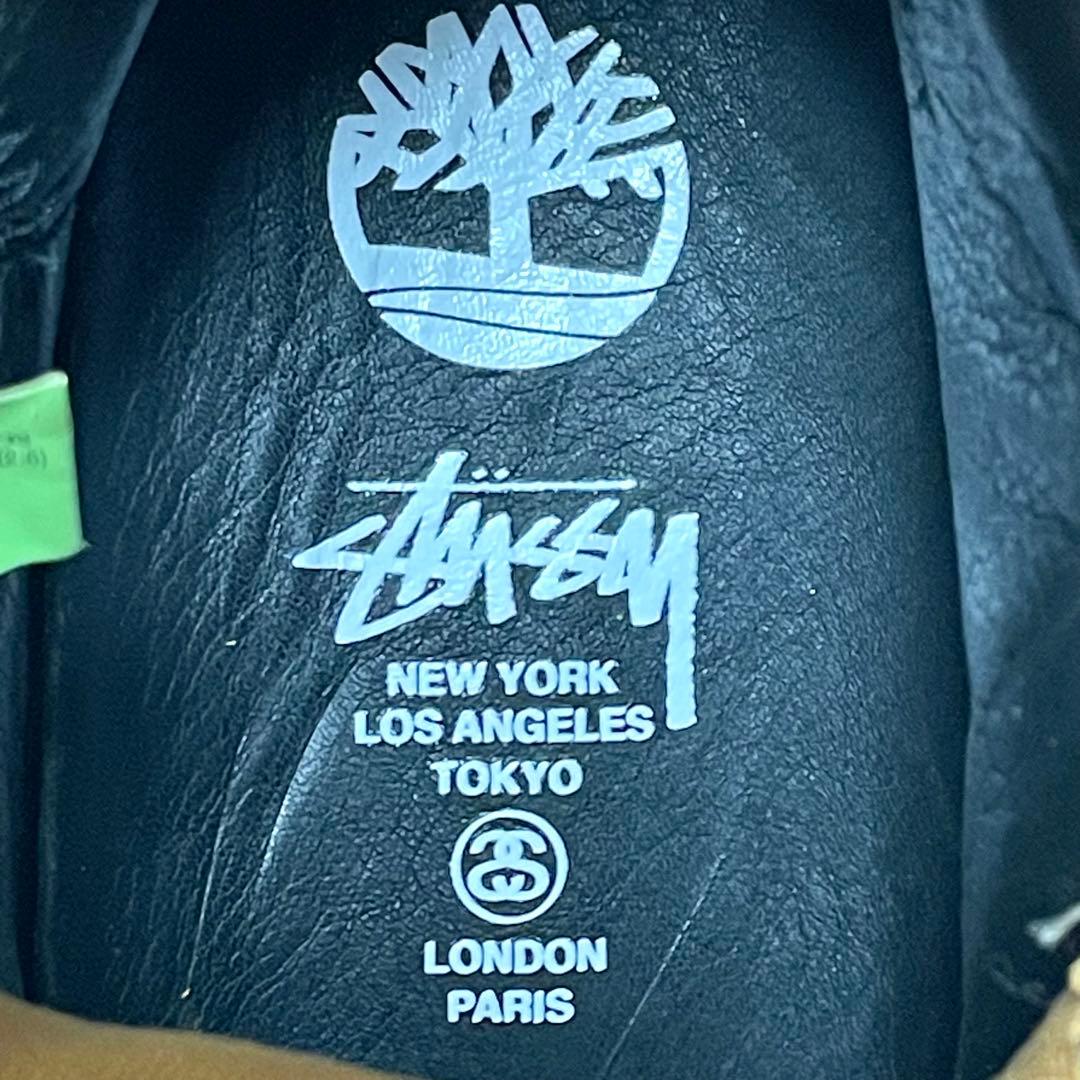 Stüssy
NEW YORK
LOS ANGELES
TOKYO
LONDON
PARIS